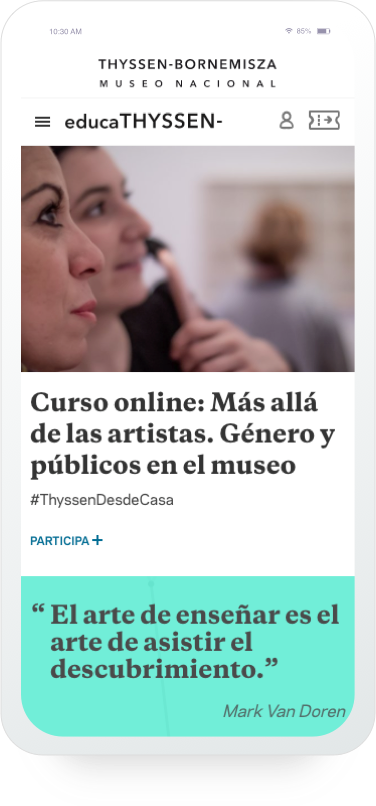 10:30 AM 85%
THYSSEN-BORNEMISZA
MUSEO NACIONAL
educaTHYSSEN-
Curso online: Más allá
de las artistas. Género y
públicos en el museo
#ThyssenDesdeCasa
PARTICIPA +
“ El arte de enseñar es el
arte de asistir el
descubrimiento.”
Mark Van Doren